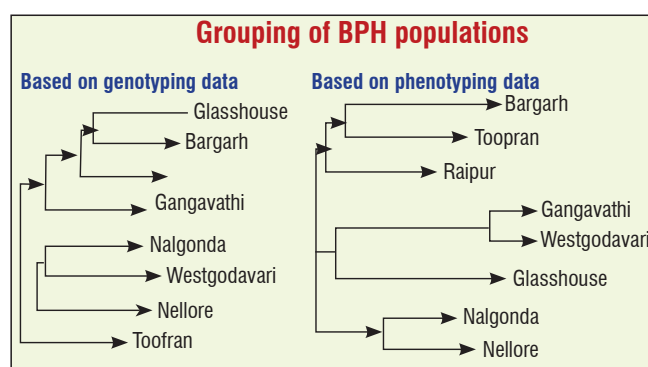 Grouping of BPH populations
Based on genotyping data
Glasshouse
Bargarh
Gangavathi
Nalgonda
Westgodavari
Nellore
Toofran
Based on phenotyping data
Bargarh
Toopran
Raipur
Gangavathi
Westgodavari
Glasshouse
Nalgonda
Nellore